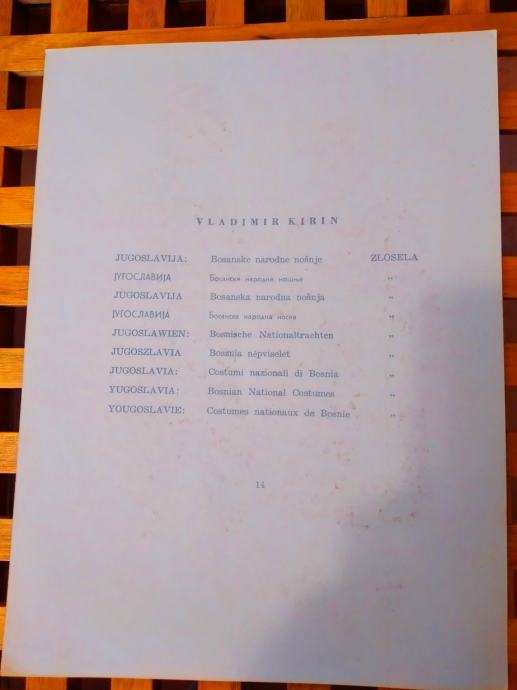 VLADIMIR KIRIN
JUGOSLAVIJA: Bosanske narodne nošnje ZLOSELA
ЈУГОСЛАВИЈА Босанске народне ношње „
JUGOSLAVIJA Bosanska narodna nošnja „
ЈУГОСЛАВИЈА Босанска народна носиа „
JUGOSLAWIEN: Bosnische Nationaltrachten „
JUGOSZLAVIA Bosznia népviselet „
JUGOSLAVIA: Costumi nazionali di Bosnia „
YUGOSLAVIA: Bosnian National Costumes „
YOUGOSLAVIE: Costumes nationaux de Bosnie „
14